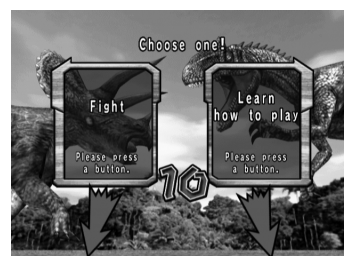 Choose one!
Fight
Please press
a button.
Learn
how to play
Please press
a button.
10